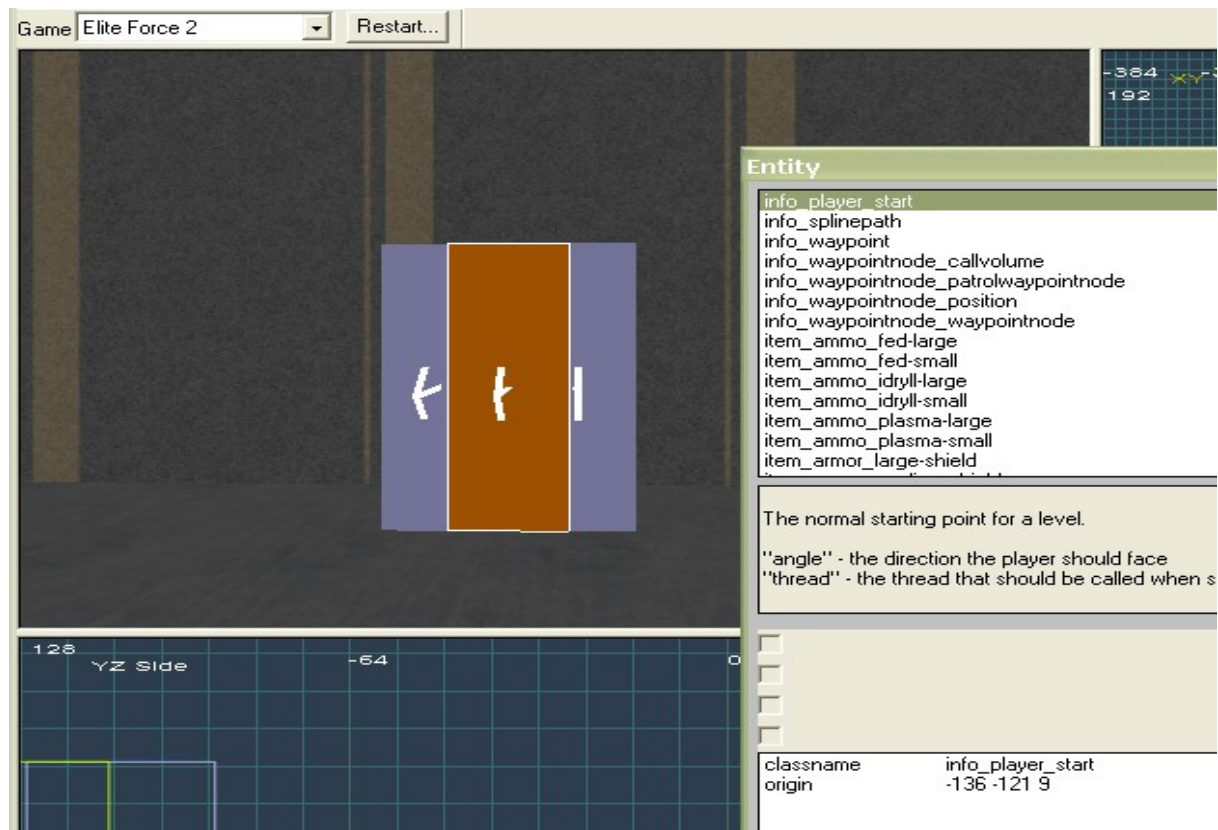 Game Elite Force 2 Restart...
-384 XY
192
Entity
info_player_start
info_splinepath
info_waypoint
info_waypointnode_callvolume
info_waypointnode_patrolwaypointnode
info_waypointnode_position
info_waypointnode_waypointnode
item_ammo_fed-large
item_ammo_fed-small
item_ammo_idryll-large
item_ammo_idryll-small
item_ammo_plasma-large
item_ammo_plasma-small
item_armor_large-shield
The normal starting point for a level.
"angle" - the direction the player should face
"thread" - the thread that should be called when s
128
YZ Side
-64
0
classname info_player_start
origin -136 -121 9